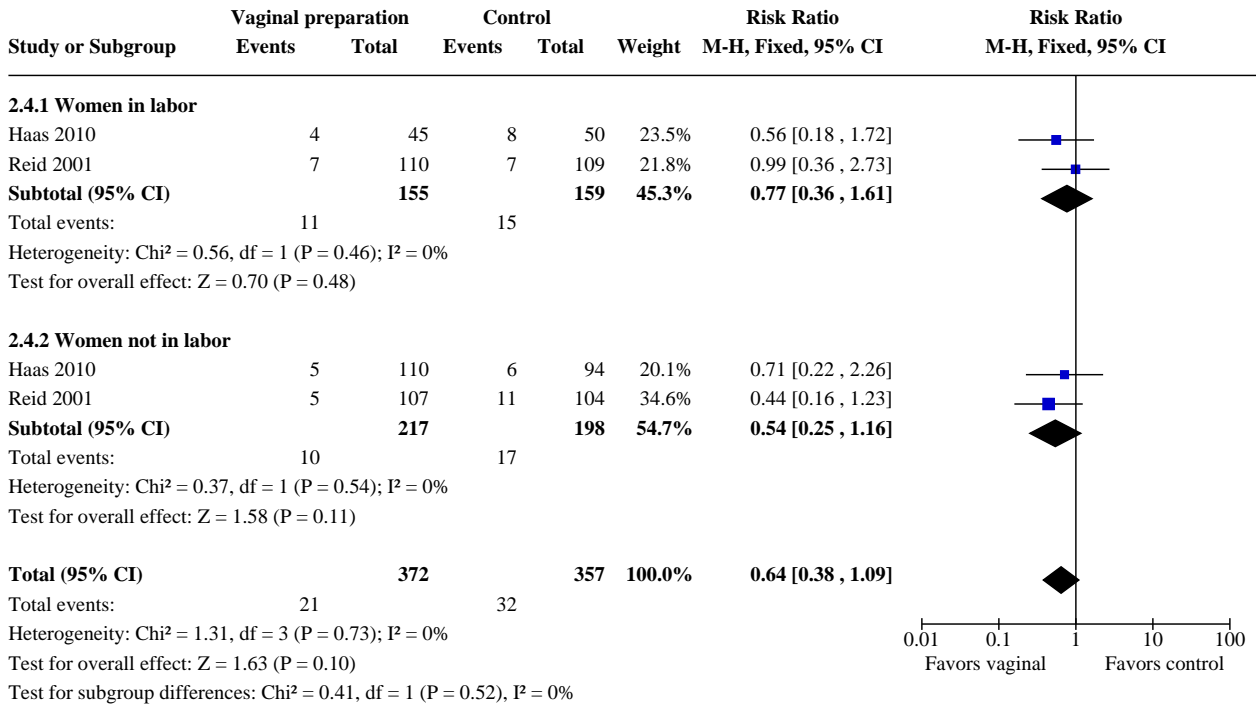 Vaginal preparation Control Risk Ratio Risk Ratio
Study or Subgroup Events Total Events Total Weight M-H, Fixed, 95% CI M-H, Fixed, 95% CI
2.4.1 Women in labor
Haas 2010 4 45 8 50 23.5% 0.56 [0.18 , 1.72]
Reid 2001 7 110 7 109 21.8% 0.99 [0.36 , 2.73]
Subtotal (95% CI) 155 159 45.3% 0.77 [0.36 , 1.61]
Total events: 11 15
Heterogeneity: Chi² = 0.56, df = 1 (P = 0.46); I² = 0%
Test for overall effect: Z = 0.70 (P = 0.48)
2.4.2 Women not in labor
Haas 2010 5 110 6 94 20.1% 0.71 [0.22 , 2.26]
Reid 2001 5 107 11 104 34.6% 0.44 [0.16 , 1.23]
Subtotal (95% CI) 217 198 54.7% 0.54 [0.25 , 1.16]
Total events: 10 17
Heterogeneity: Chi² = 0.37, df = 1 (P = 0.54); I² = 0%
Test for overall effect: Z = 1.58 (P = 0.11)
Total (95% CI) 372 357 100.0% 0.64 [0.38 , 1.09]
Total events: 21 32
Heterogeneity: Chi² = 1.31, df = 3 (P = 0.73); I² = 0%
0.01 0.1 1 10 100
Test for overall effect: Z = 1.63 (P = 0.10)
Favors vaginal Favors control
Test for subgroup differences: Chi² = 0.41, df = 1 (P = 0.52), I² = 0%